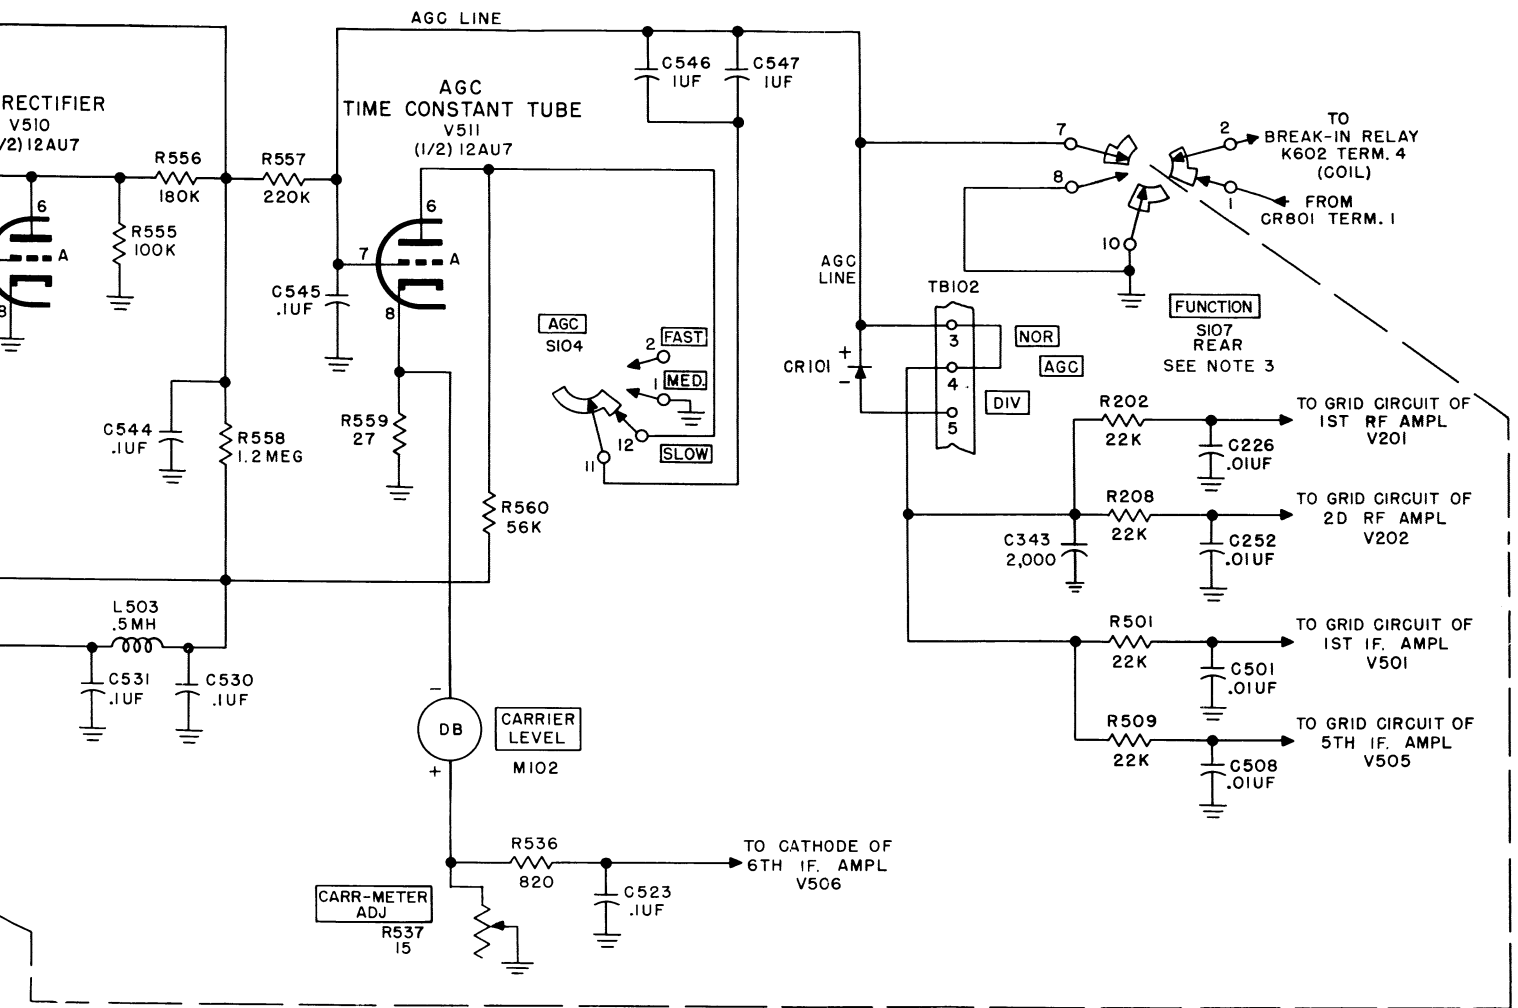 AGC LINE
RECTIFIER
V510
/2) 12AU7
6
A
8
R556
180K
R555
100K
R557
220K
AGC
TIME CONSTANT TUBE
V511
(1/2) 12AU7
6
7
A
8
C545
.1UF
C546
1UF
C547
1UF
C544
.1UF
R558
1.2 MEG
R559
27
R560
56K
AGC
S104
2
FAST
1
MED.
12
SLOW
11
AGC
LINE
CR101
+
-
TB102
3
4
5
NOR
AGC
DIV
7
8
10
2
1
TO
BREAK-IN RELAY
K602 TERM. 4
(COIL)
FROM
CR801 TERM. 1
FUNCTION
S107
REAR
SEE NOTE 3
R202
22K
C226
.01UF
TO GRID CIRCUIT OF
1ST RF AMPL
V201
R208
22K
C252
.01UF
TO GRID CIRCUIT OF
2D RF AMPL
V202
C343
2,000
R501
22K
C501
.01UF
TO GRID CIRCUIT OF
1ST IF. AMPL
V501
R509
22K
C508
.01UF
TO GRID CIRCUIT OF
5TH IF. AMPL
V505
L503
.5MH
C531
.1UF
C530
.1UF
-
DB
+
CARRIER
LEVEL
M102
R536
820
C523
.1UF
TO CATHODE OF
6TH IF. AMPL
V506
CARR-METER
ADJ
R537
15